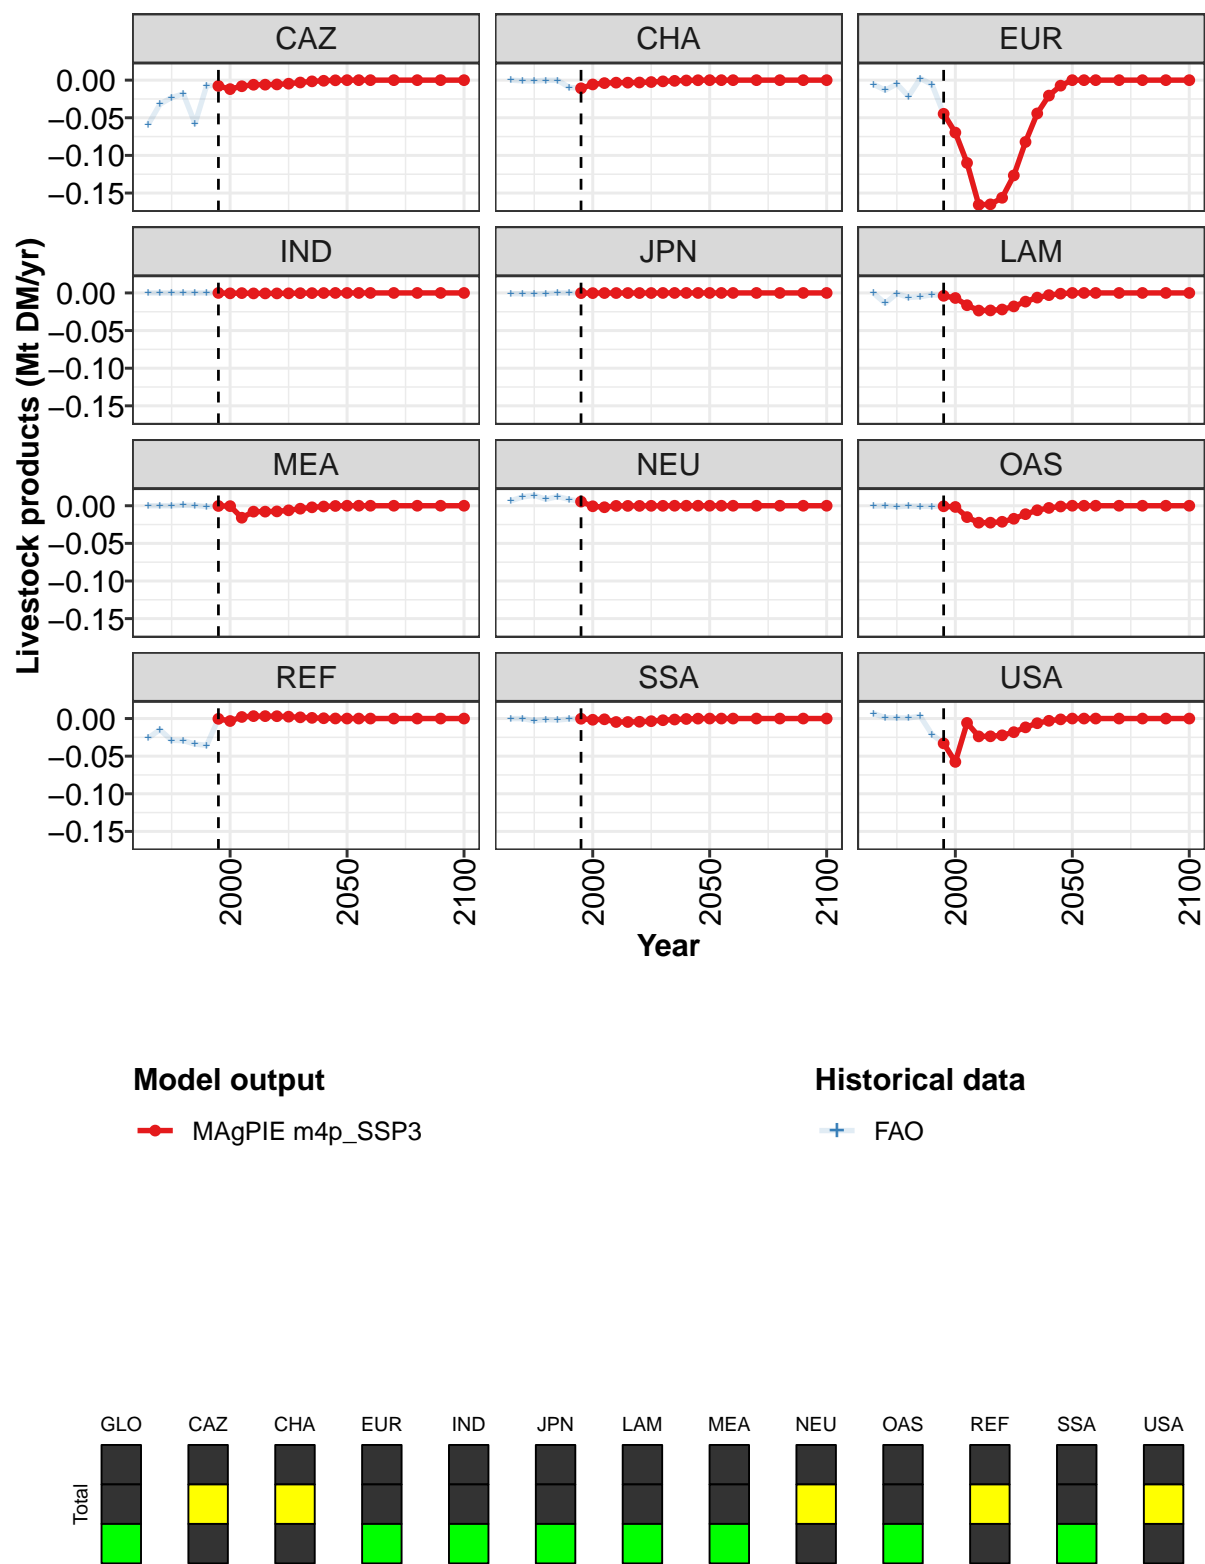 CAZ CHA EUR
0.00
−0.05
−0.10
−0.15
IND JPN LAM
0.00
−0.05
−0.10
−0.15
MEA NEU OAS
0.00
−0.05
−0.10
−0.15
REF SSA USA
0.00
−0.05
−0.10
−0.15
Livestock products (Mt DM/yr)
2000 2050 2100 2000 2050 2100 2000 2050 2100
Year
Model output Historical data
MAgPIE m4p_SSP3 FAO
GLO CAZ CHA EUR IND JPN LAM MEA NEU OAS REF SSA USA
Total